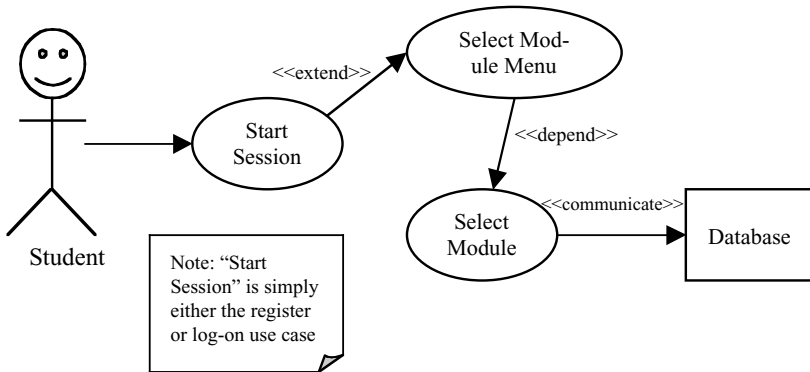 Select Mod-
ule Menu
<<extend>>
Start
Session
<<depend>>
Select
Module
<<communicate>>
Database
Student
Note: “Start
Session” is simply
either the register
or log-on use case